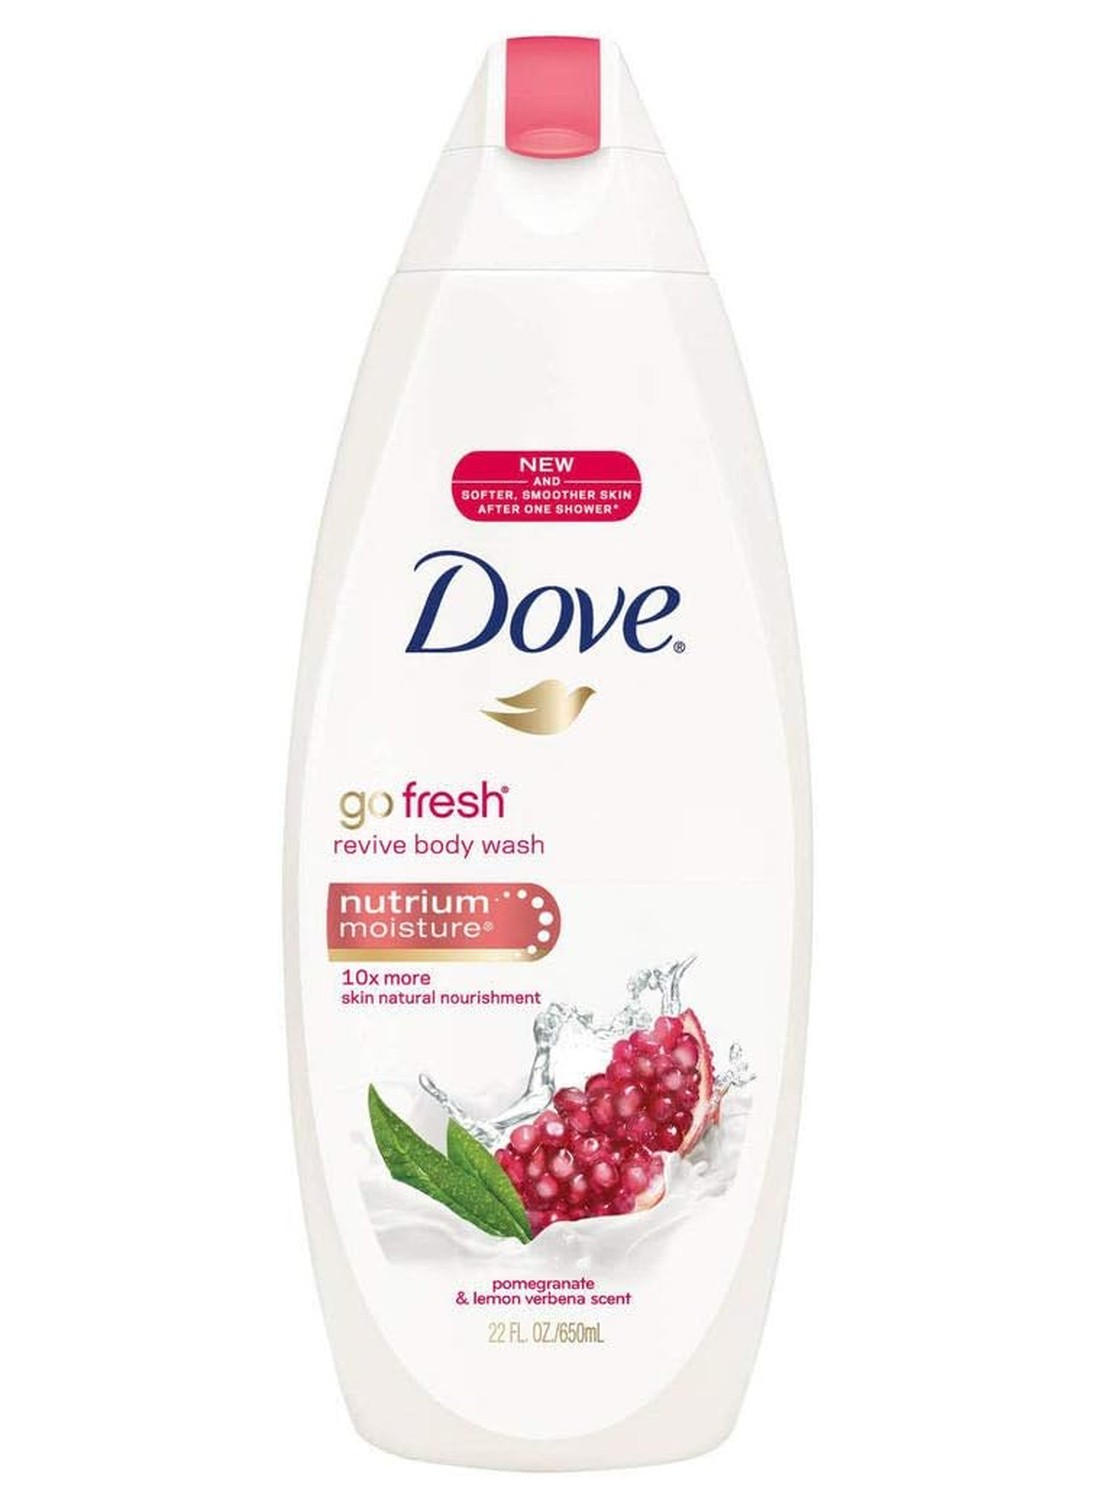 NEW
AND
SOFTER, SMOOTHER SKIN
AFTER ONE SHOWER*
Dove®
go fresh®
revive body wash
nutrium
moisture®
10x more
skin natural nourishment
pomegranate
& lemon verbena scent
22 FL. OZ./650mL